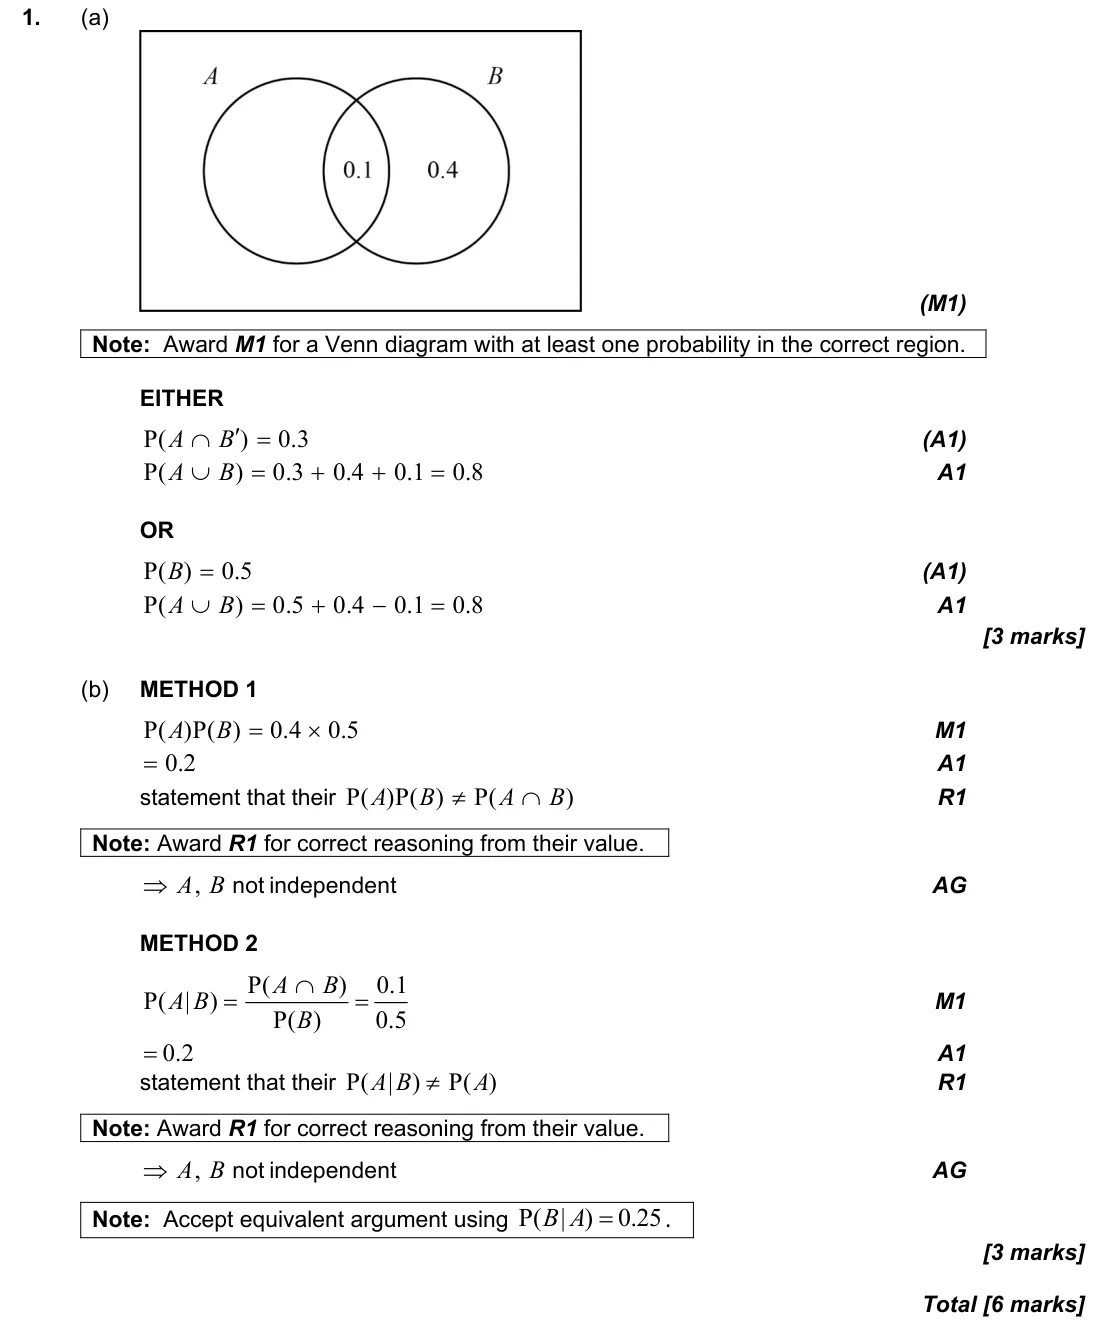 1. (a)
A B
0.1 0.4
(M1)
Note: Award M1 for a Venn diagram with at least one probability in the correct region.
EITHER
P(A ∩ B′) = 0.3 (A1)
P(A ∪ B) = 0.3 + 0.4 + 0.1 = 0.8 A1
OR
P(B) = 0.5 (A1)
P(A ∪ B) = 0.5 + 0.4 − 0.1 = 0.8 A1
[3 marks]
(b) METHOD 1
P(A)P(B) = 0.4 × 0.5 M1
= 0.2 A1
statement that their P(A)P(B) ≠ P(A ∩ B) R1
Note: Award R1 for correct reasoning from their value.
⇒ A, B not independent AG
METHOD 2
P(A|B) = P(A ∩ B)/P(B) = 0.1/0.5 M1
= 0.2 A1
statement that their P(A|B) ≠ P(A) R1
Note: Award R1 for correct reasoning from their value.
⇒ A, B not independent AG
Note: Accept equivalent argument using P(B|A) = 0.25.
[3 marks]
Total [6 marks]